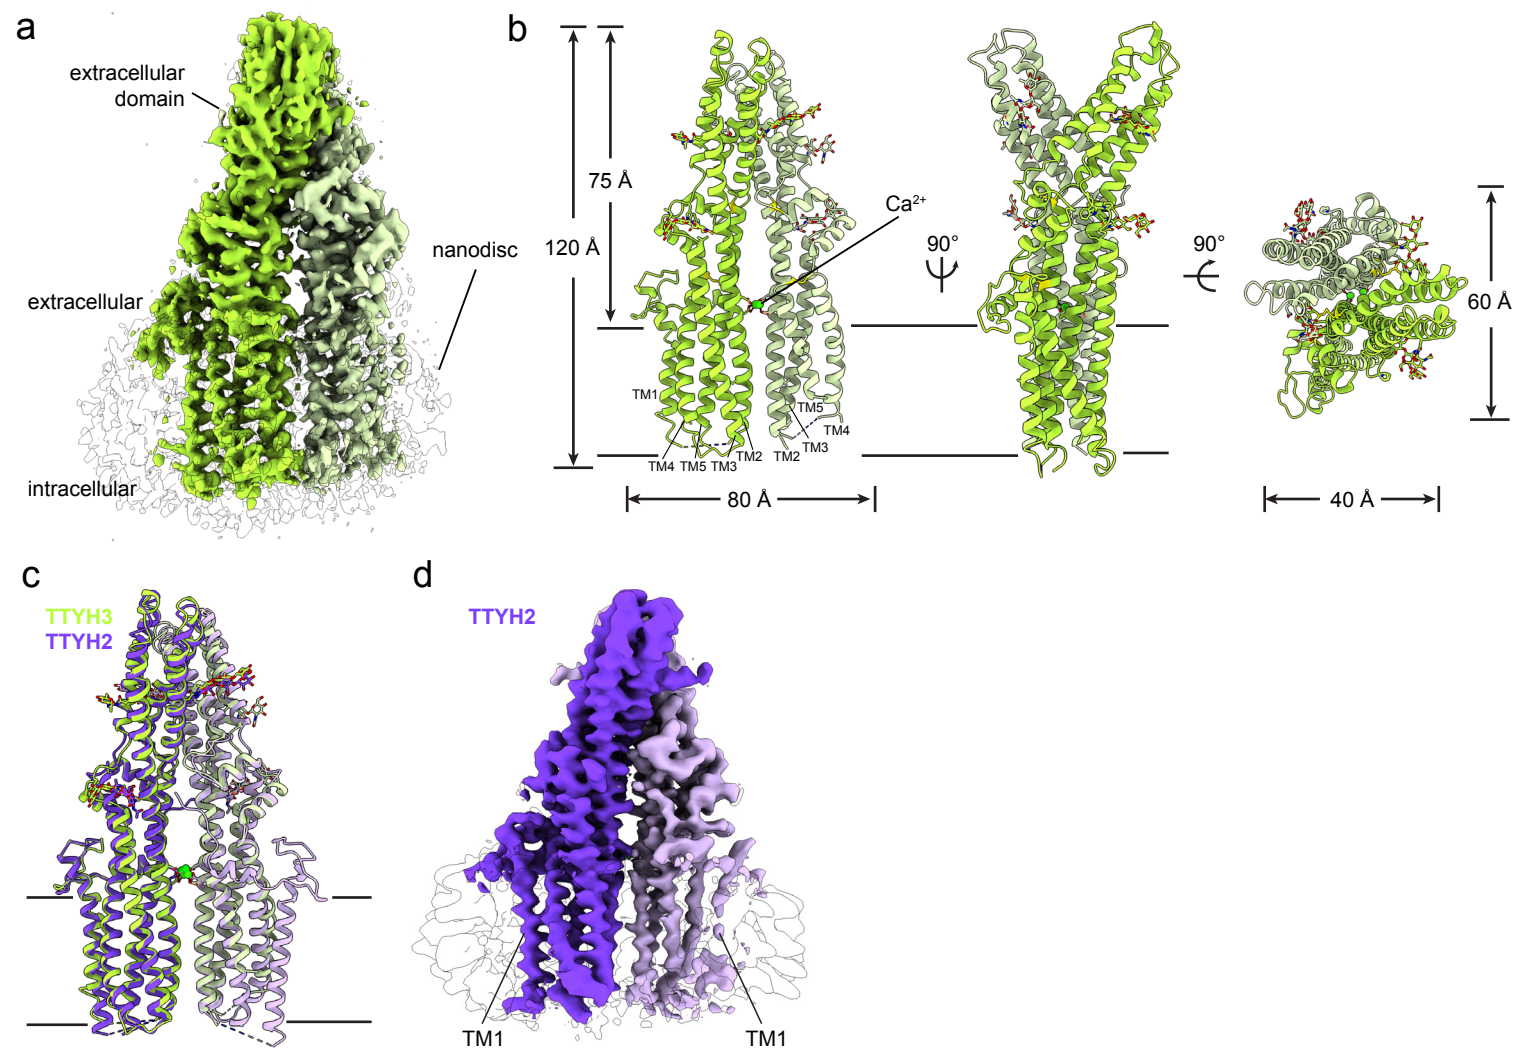 a
extracellular
domain
nanodisc
extracellular
intracellular
b
120 Å
75 Å
Ca²⁺
TM1
TM4
TM5
TM3
TM2
TM2
TM3
TM5
TM4
80 Å
90°
90°
60 Å
40 Å
c
TTYH3
TTYH2
d
TTYH2
TM1
TM1